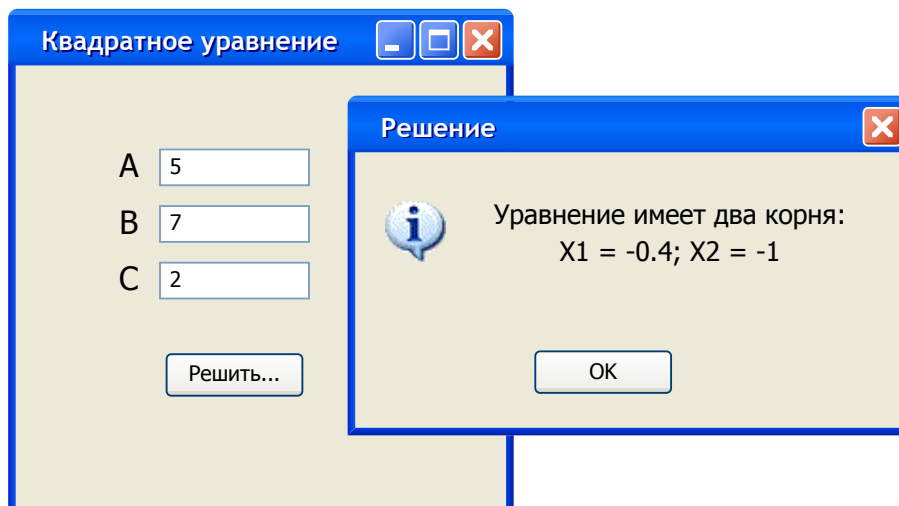 Квадратное уравнение
A 5
B 7
C 2
Решить...
Решение
Уравнение имеет два корня:
X1 = -0.4; X2 = -1
OK